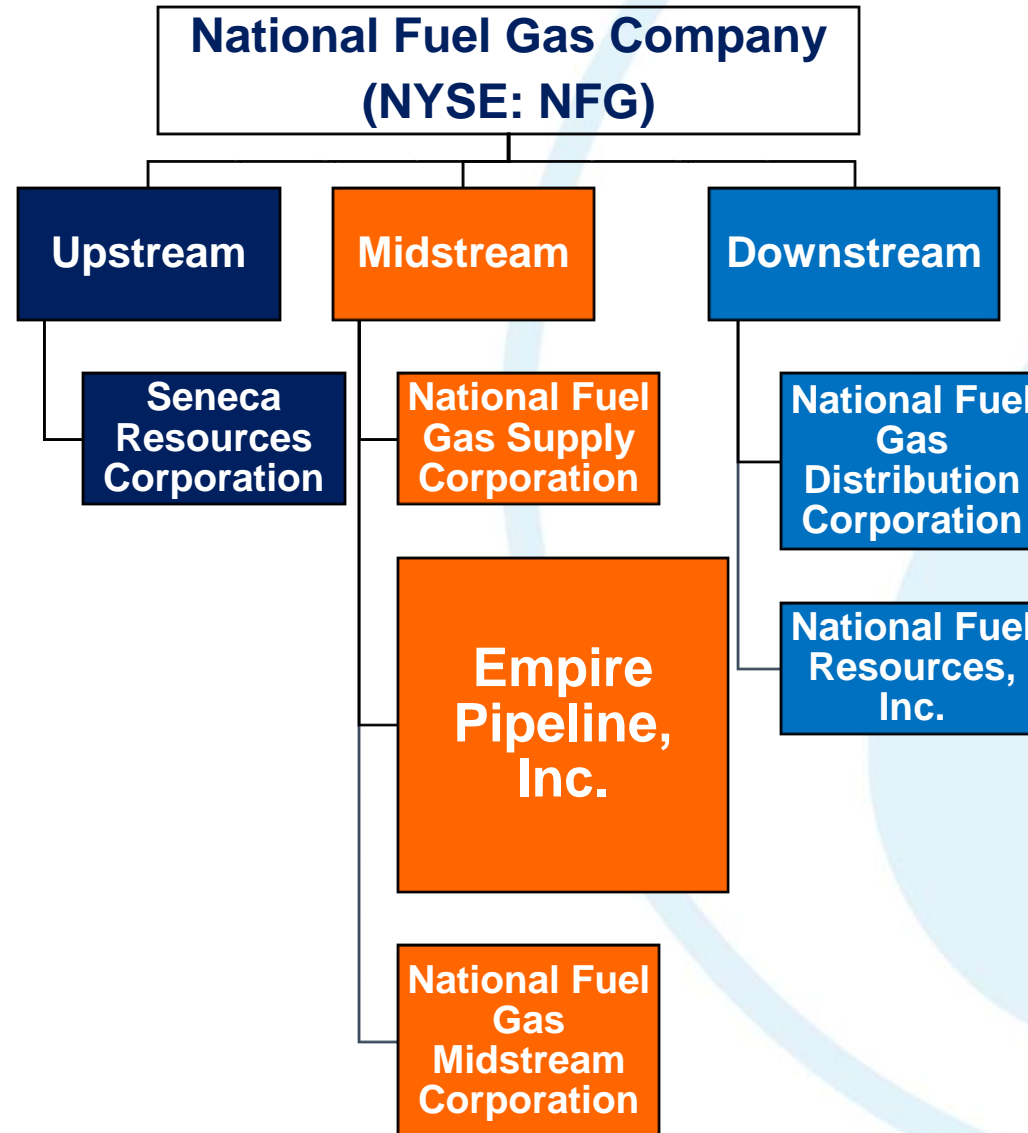 National Fuel Gas Company
(NYSE: NFG)
Upstream
Midstream
Downstream
Seneca
Resources
Corporation
National Fuel
Gas Supply
Corporation
Empire
Pipeline,
Inc.
National Fuel
Gas
Midstream
Corporation
National Fuel
Gas
Distribution
Corporation
National Fuel
Resources,
Inc.